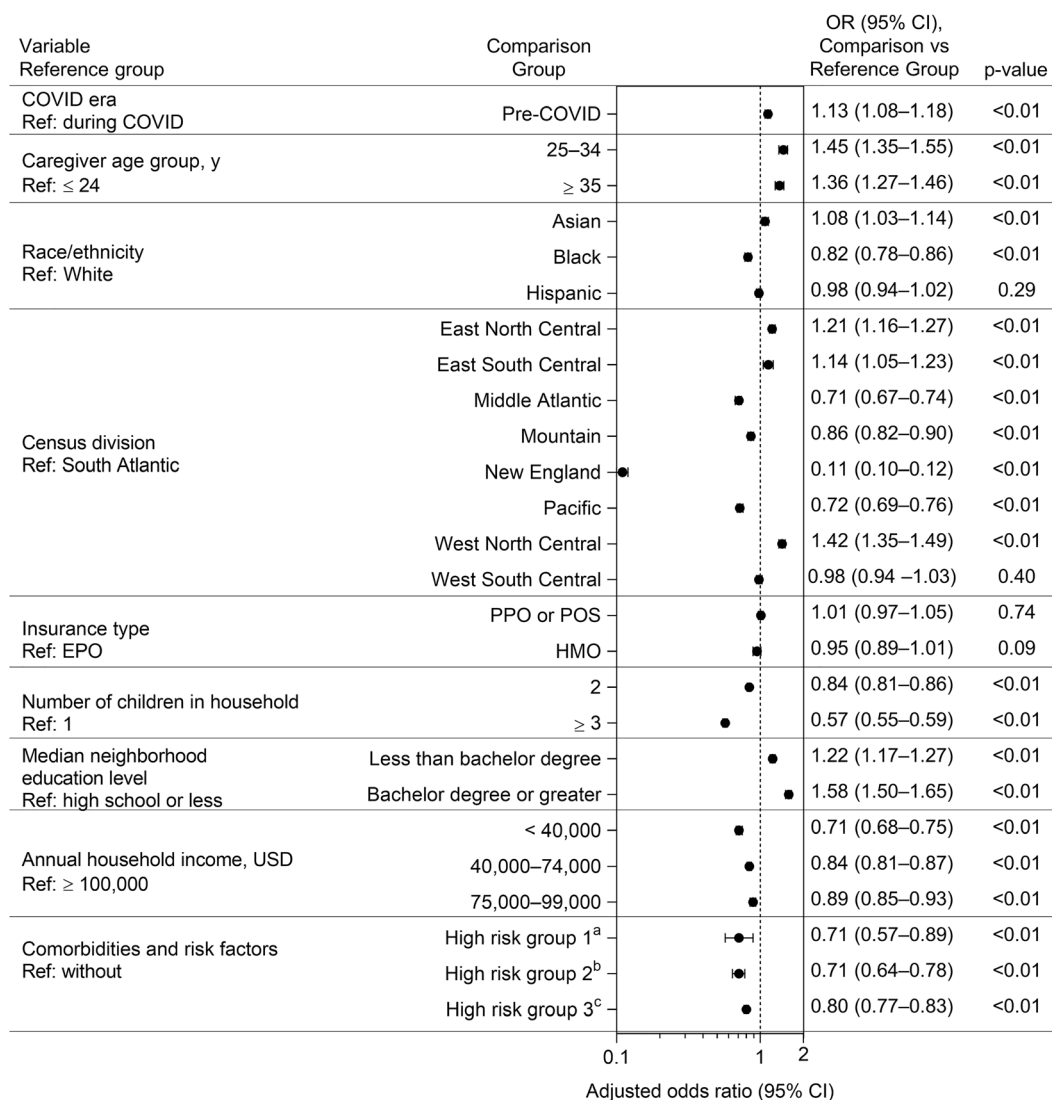 Variable
Reference group
Comparison
Group
OR (95% CI),
Comparison vs
Reference Group
p-value
COVID era
Ref: during COVID
Pre-COVID
1.13 (1.08–1.18)
<0.01
Caregiver age group, y
Ref: ≤ 24
25–34
1.45 (1.35–1.55)
<0.01
≥ 35
1.36 (1.27–1.46)
<0.01
Race/ethnicity
Ref: White
Asian
1.08 (1.03–1.14)
<0.01
Black
0.82 (0.78–0.86)
<0.01
Hispanic
0.98 (0.94–1.02)
0.29
Census division
Ref: South Atlantic
East North Central
1.21 (1.16–1.27)
<0.01
East South Central
1.14 (1.05–1.23)
<0.01
Middle Atlantic
0.71 (0.67–0.74)
<0.01
Mountain
0.86 (0.82–0.90)
<0.01
New England
0.11 (0.10–0.12)
<0.01
Pacific
0.72 (0.69–0.76)
<0.01
West North Central
1.42 (1.35–1.49)
<0.01
West South Central
0.98 (0.94 –1.03)
0.40
Insurance type
Ref: EPO
PPO or POS
1.01 (0.97–1.05)
0.74
HMO
0.95 (0.89–1.01)
0.09
Number of children in household
Ref: 1
2
0.84 (0.81–0.86)
<0.01
≥ 3
0.57 (0.55–0.59)
<0.01
Median neighborhood
education level
Ref: high school or less
Less than bachelor degree
1.22 (1.17–1.27)
<0.01
Bachelor degree or greater
1.58 (1.50–1.65)
<0.01
Annual household income, USD
Ref: ≥ 100,000
< 40,000
0.71 (0.68–0.75)
<0.01
40,000–74,000
0.84 (0.81–0.87)
<0.01
75,000–99,000
0.89 (0.85–0.93)
<0.01
Comorbidities and risk factors
Ref: without
High risk group 1ᵃ
0.71 (0.57–0.89)
<0.01
High risk group 2ᵇ
0.71 (0.64–0.78)
<0.01
High risk group 3ᶜ
0.80 (0.77–0.83)
<0.01
0.1
1
2
Adjusted odds ratio (95% CI)